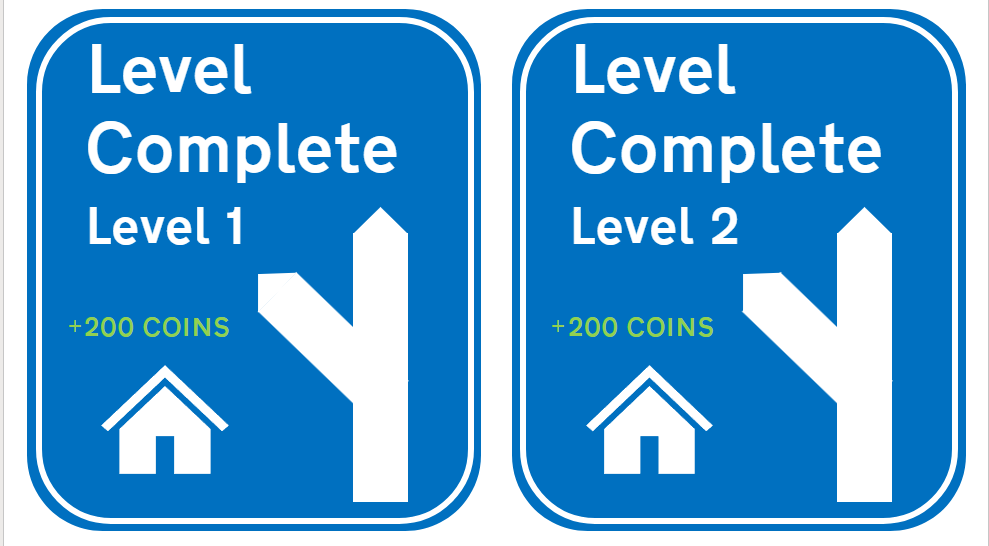 Level
Complete
Level 1
+200 COINS
Level
Complete
Level 2
+200 COINS